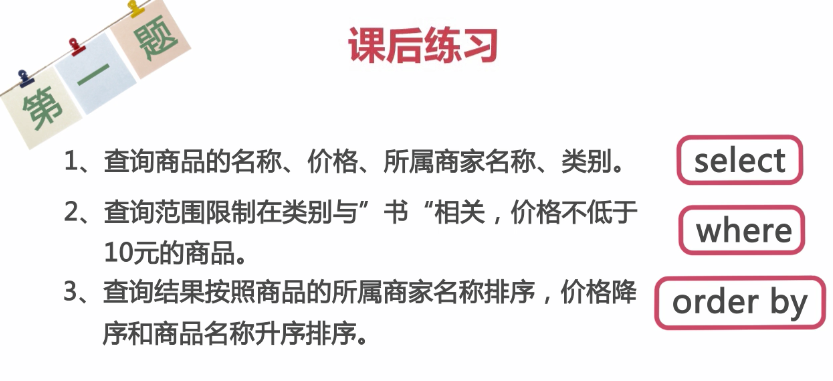 第一题
课后练习
1、查询商品的名称、价格、所属商家名称、类别。
select
2、查询范围限制在类别与”书“相关，价格不低于
10元的商品。
where
3、查询结果按照商品的所属商家名称排序，价格降
序和商品名称升序排序。
order by